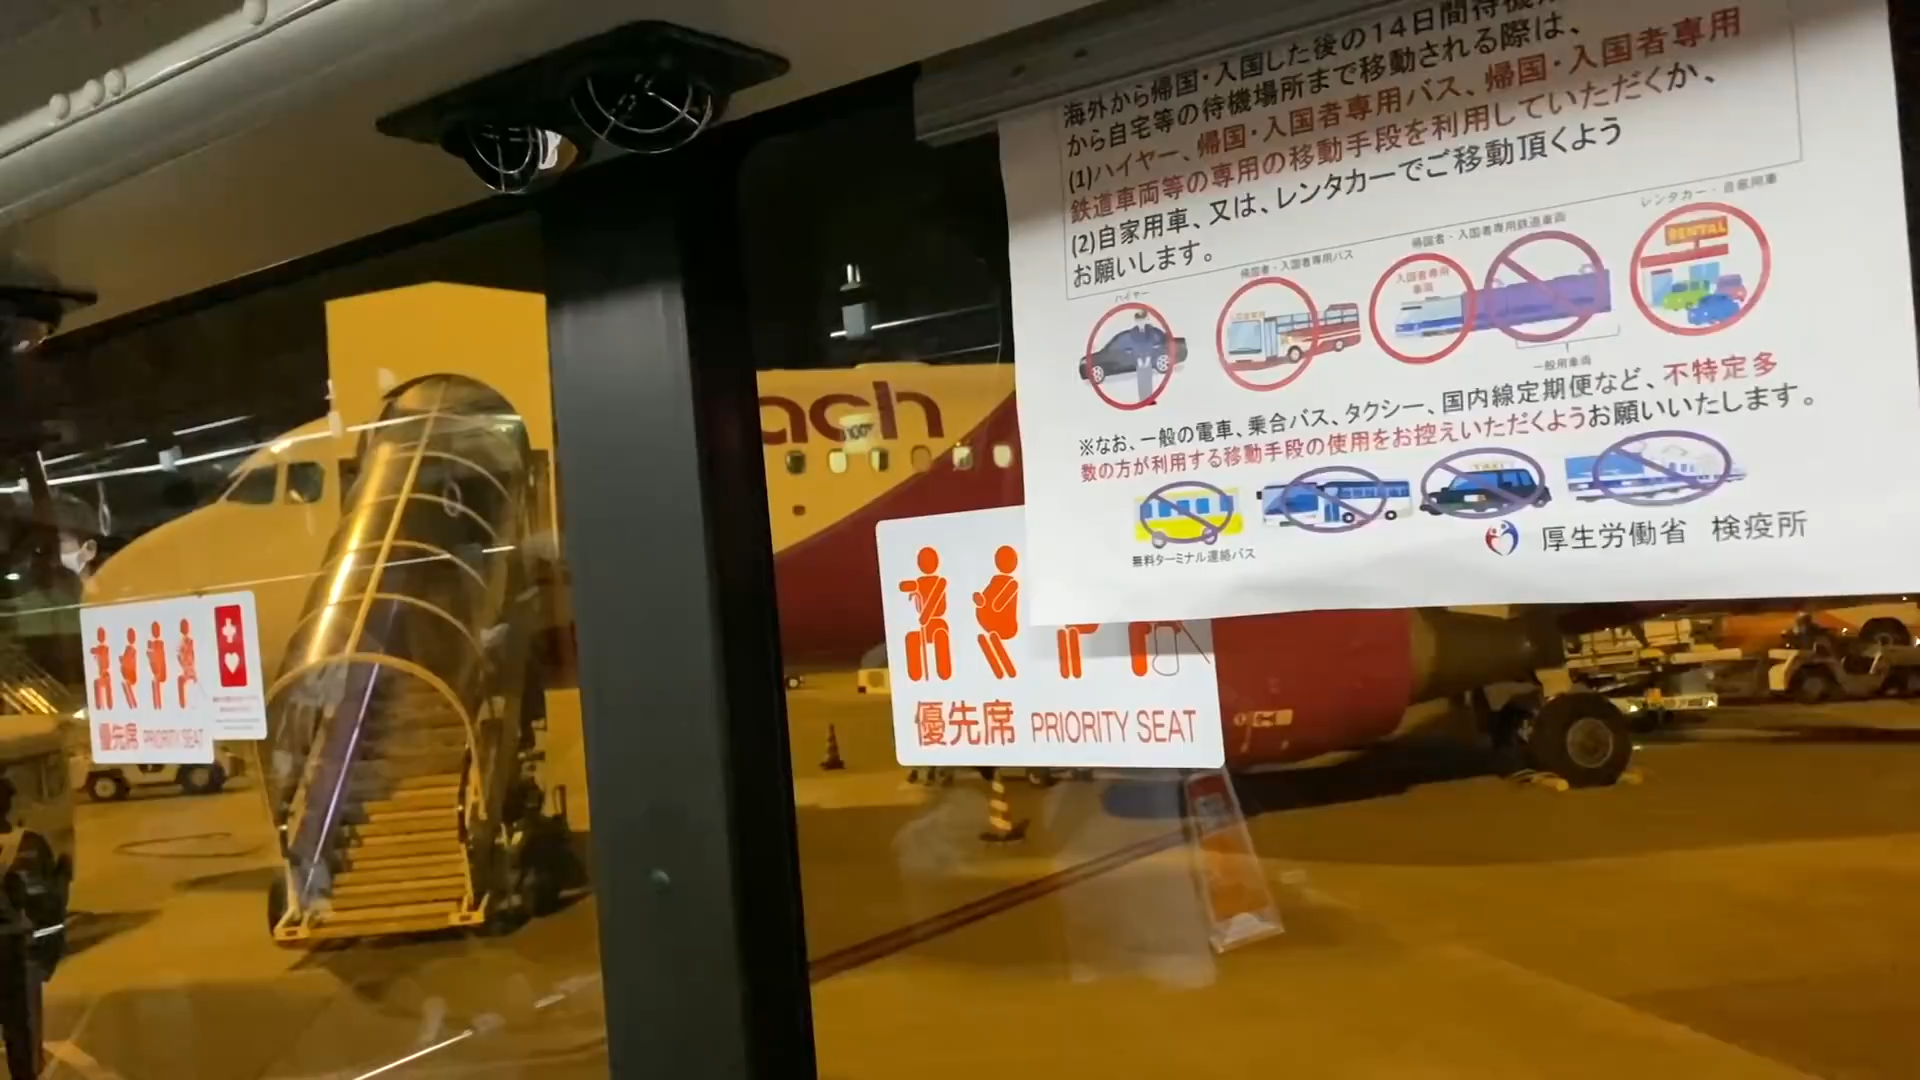 海外から帰国・入国した後の14日間待機
から自宅等の待機場所まで移動される際は、
(1)ハイヤー、帰国・入国者専用バス、帰国・入国者専用
鉄道車両等の専用の移動手段を利用していただくか、
(2)自家用車、又は、レンタカーでご移動頂くよう
お願いします。
ハイヤー
帰国者・入国者専用バス
帰国者・入国者専用鉄道車両
レンタカー・自家用車
入国者専用
車両
RENTAL
一般用車両
※なお、一般の電車、乗合バス、タクシー、国内線定期便など、不特定多
数の方が利用する移動手段の使用をお控えいただくようお願いいたします。
TAXI
無料ターミナル連絡バス
厚生労働省 検疫所
ach
優先席 PRIORITY SEAT
優先席 PRIORITY SEAT